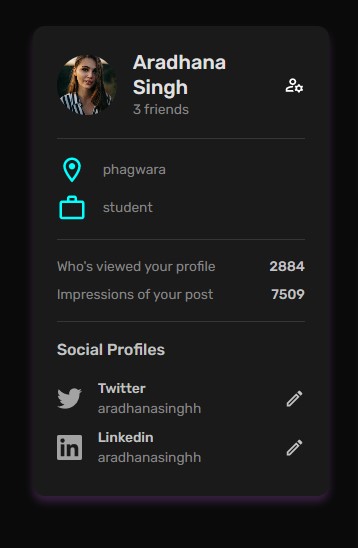 Aradhana
Singh
3 friends
phagwara
student
Who's viewed your profile 2884
Impressions of your post 7509
Social Profiles
Twitter
aradhanasinghh
Linkedin
aradhanasinghh